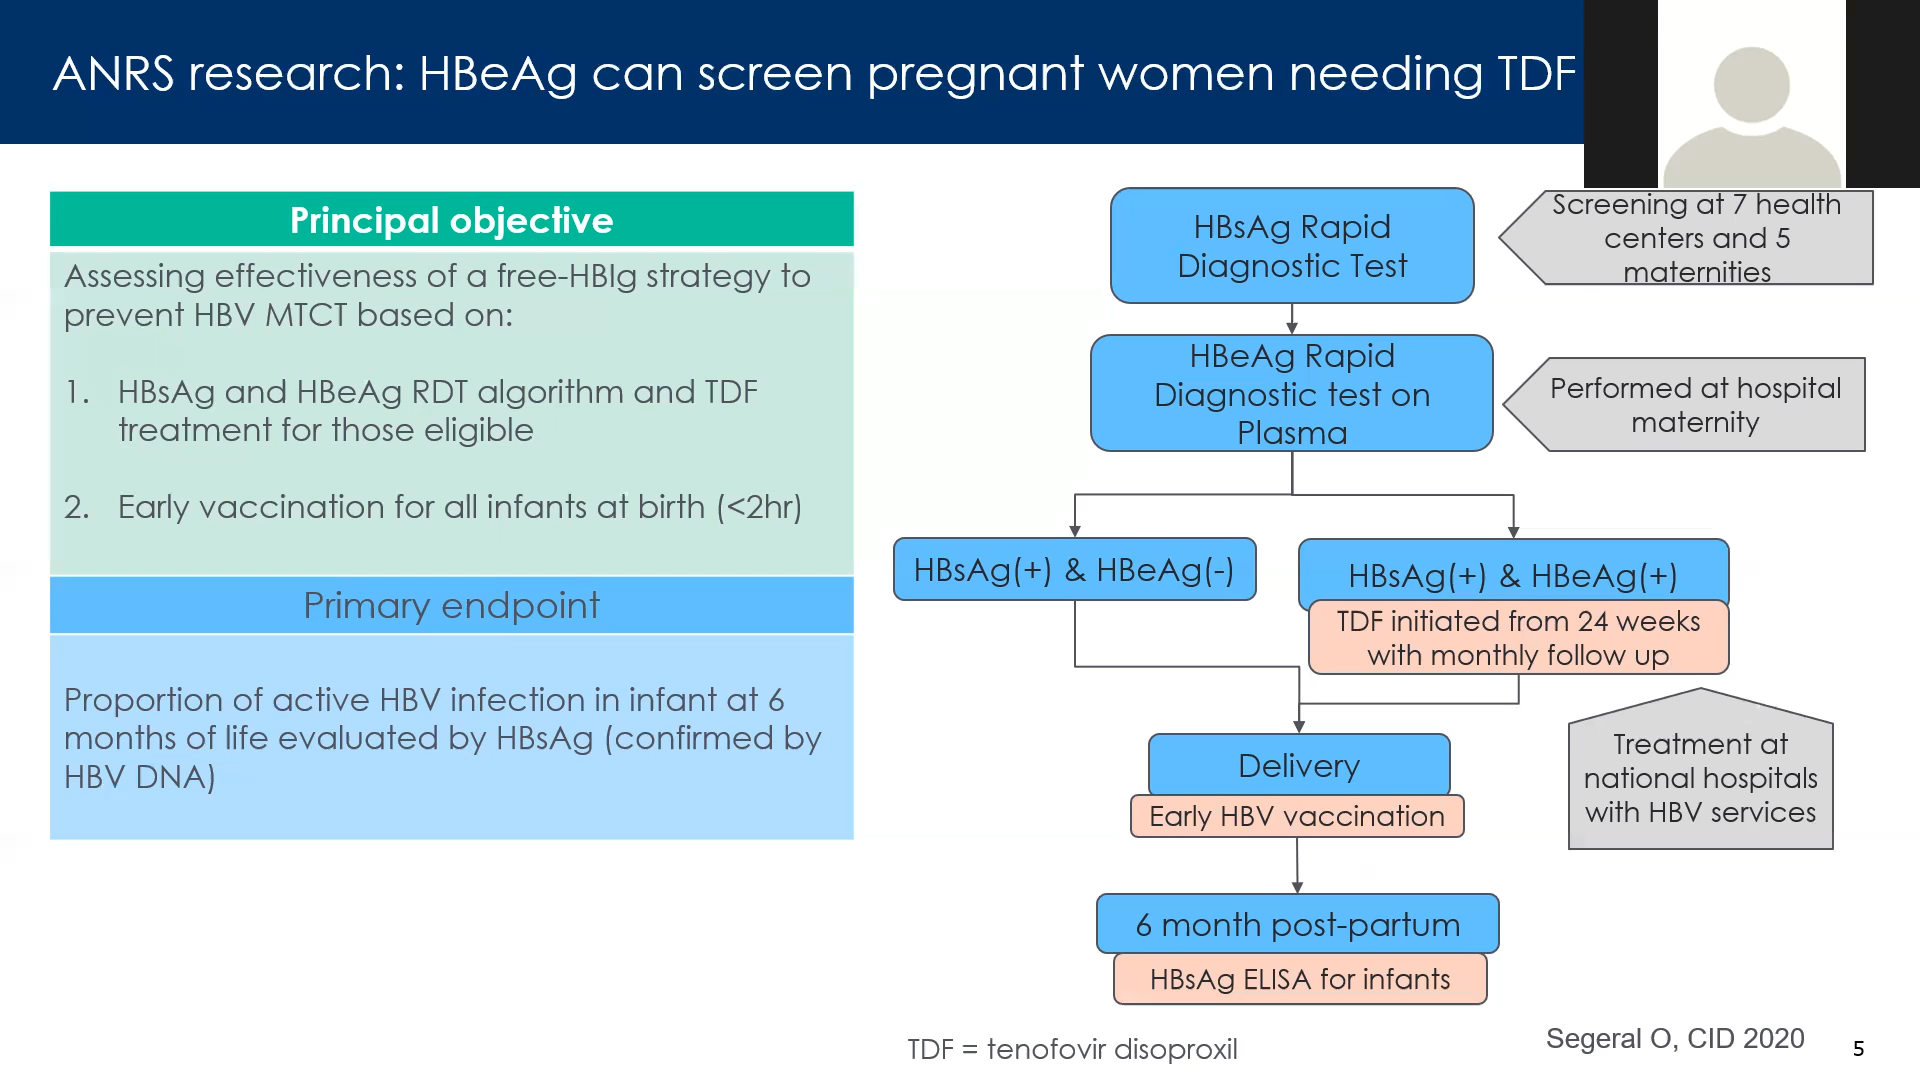 ANRS research: HBeAg can screen pregnant women needing TDF
Principal objective
Assessing effectiveness of a free-HBIg strategy to
prevent HBV MTCT based on:
1. HBsAg and HBeAg RDT algorithm and TDF
treatment for those eligible
2. Early vaccination for all infants at birth (<2hr)
Primary endpoint
Proportion of active HBV infection in infant at 6
months of life evaluated by HBsAg (confirmed by
HBV DNA)
HBsAg Rapid
Diagnostic Test
Screening at 7 health
centers and 5
maternities
HBeAg Rapid
Diagnostic test on
Plasma
Performed at hospital
maternity
HBsAg(+) & HBeAg(-)
HBsAg(+) & HBeAg(+)
TDF initiated from 24 weeks
with monthly follow up
Treatment at
national hospitals
with HBV services
Delivery
Early HBV vaccination
6 month post-partum
HBsAg ELISA for infants
TDF = tenofovir disoproxil
Segeral O, CID 2020
5